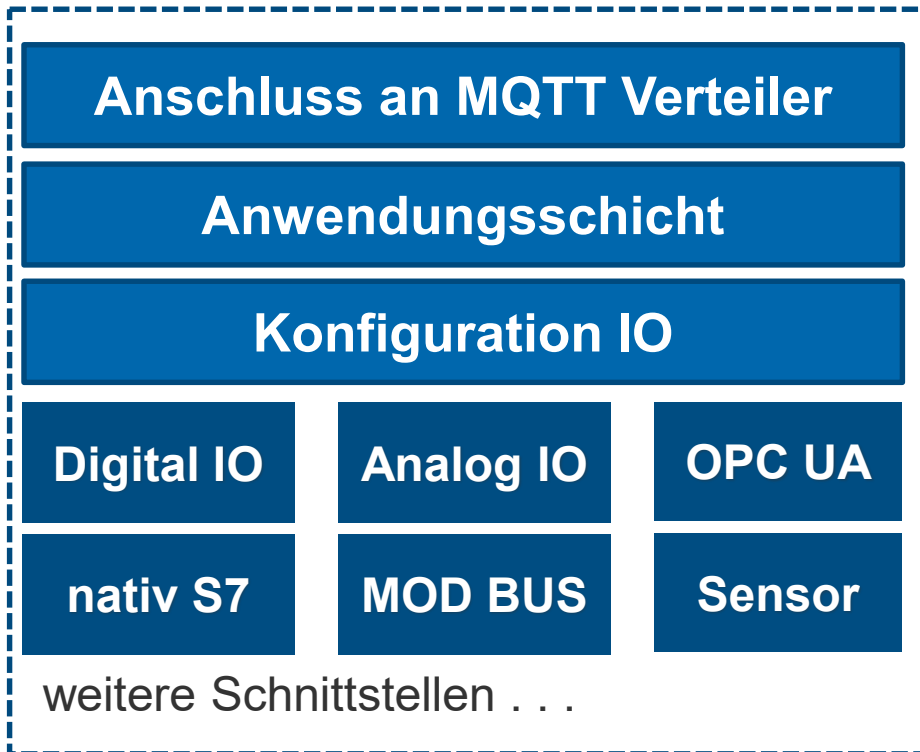 Anschluss an MQTT Verteiler
Anwendungsschicht
Konfiguration IO
Digital IO
Analog IO
OPC UA
nativ S7
MOD BUS
Sensor
weitere Schnittstellen . . .